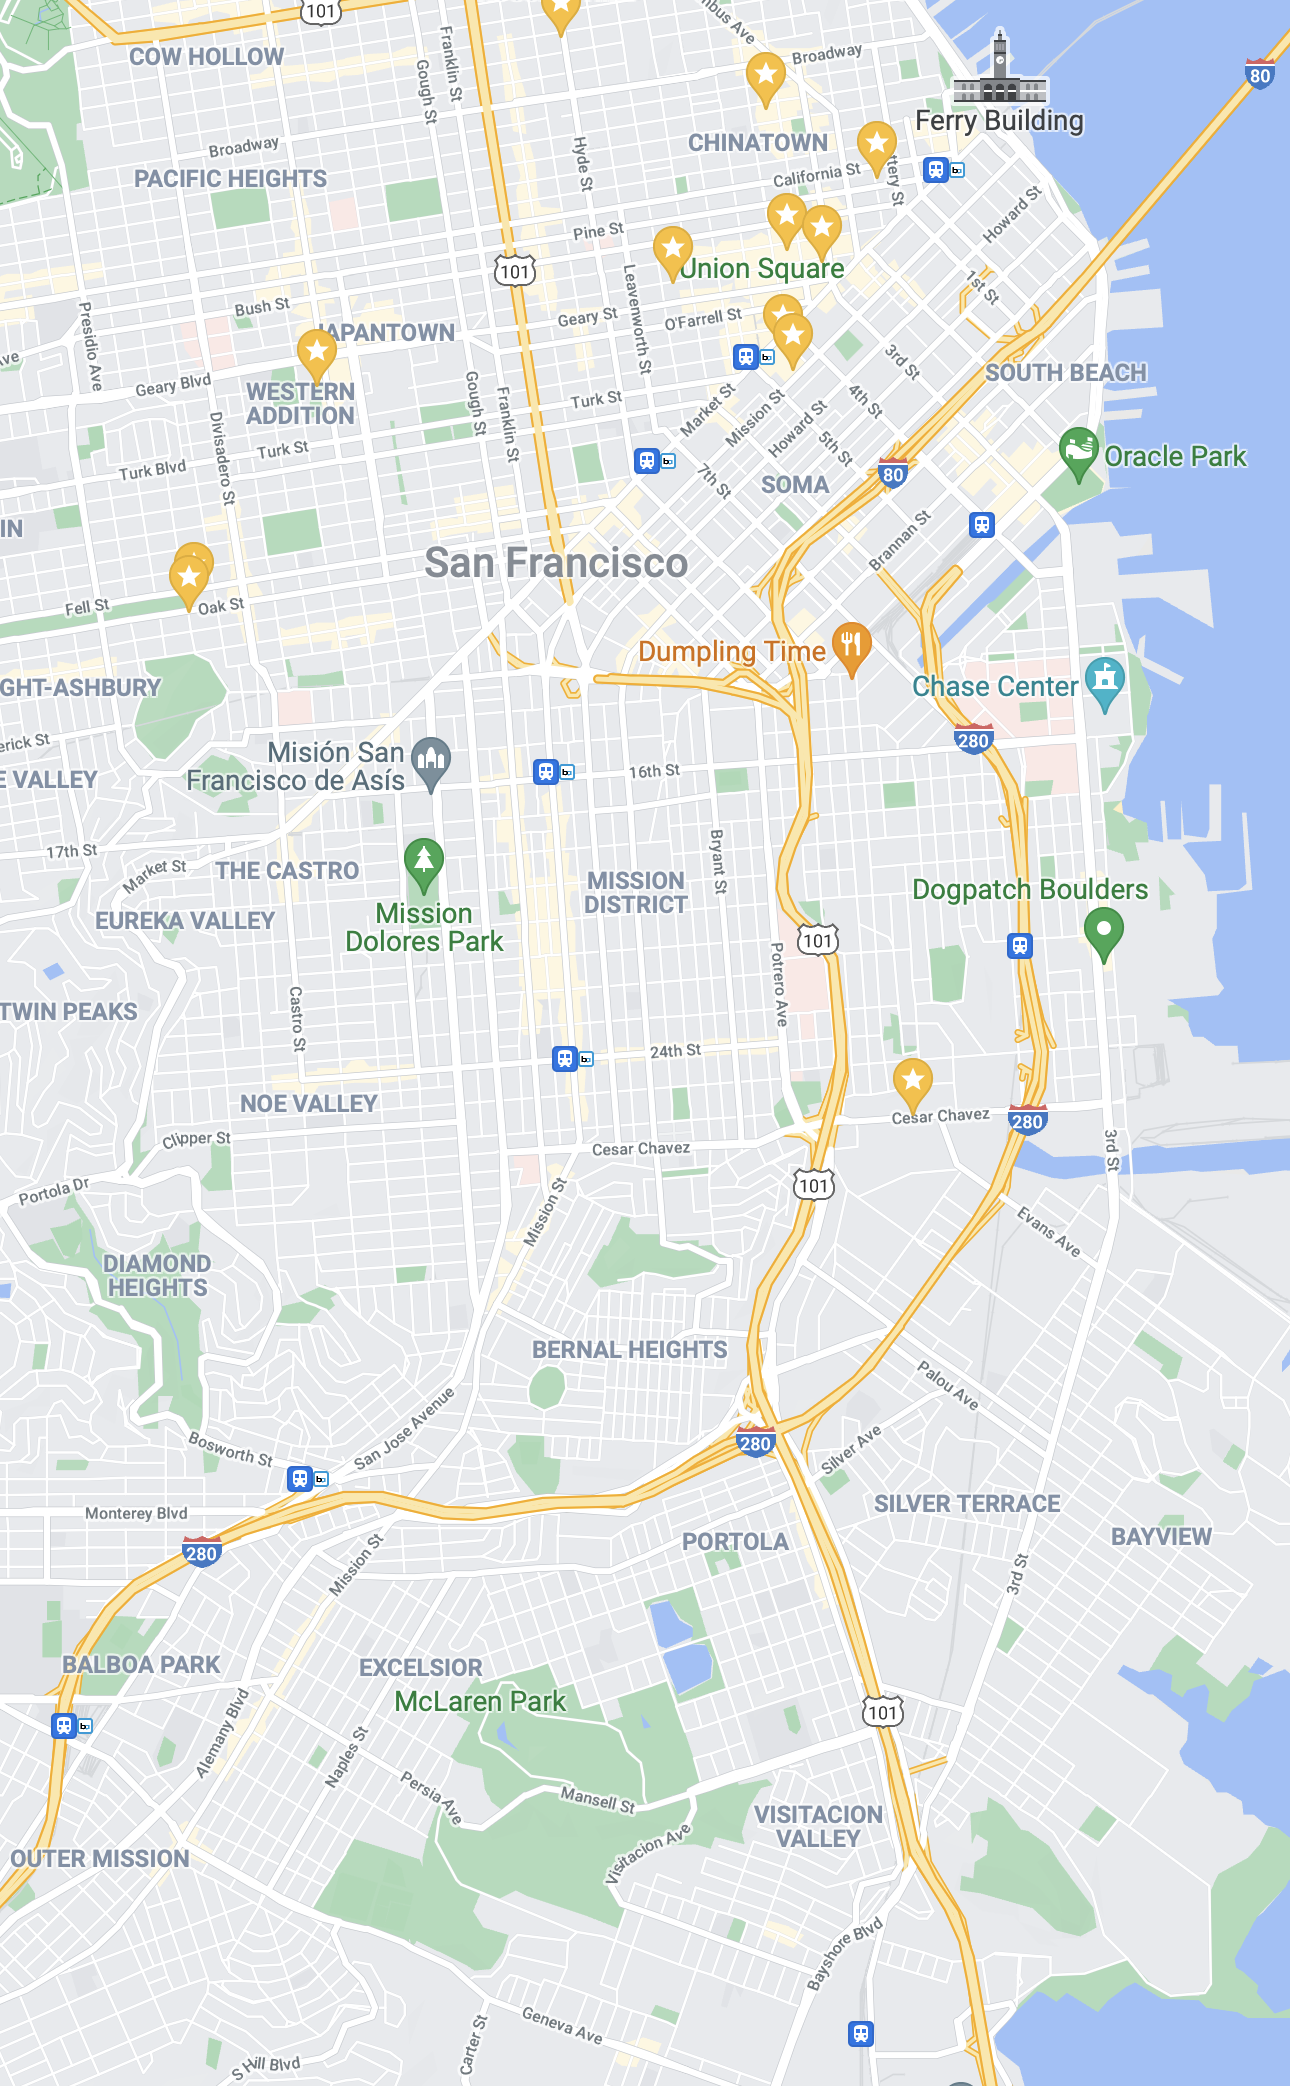 101
COW HOLLOW
Franklin St
Gough St
mbus Ave
Broadway
80
Ferry Building
CHINATOWN
Broadway
Hyde St
California St
ttery St
PACIFIC HEIGHTS
Howard St
Pine St
101
Union Square
1st St
Leavenworth St
Bush St
Presidio Ave
Geary St
O'Farrell St
JAPANTOWN
Ave
3rd St
SOUTH BEACH
Geary Blvd
WESTERN
ADDITION
Gough St
Franklin St
Turk St
Market St
Mission St
Howard St
4th St
5th St
Divisadero St
Turk St
Turk Blvd
7th St
SOMA
80
Oracle Park
IN
San Francisco
Brannan St
Fell St
Oak St
Dumpling Time
GHT-ASHBURY
Chase Center
erick St
280
Misión San
Francisco de Asís
E VALLEY
16th St
17th St
Market St
THE CASTRO
Bryant St
MISSION
DISTRICT
Dogpatch Boulders
EUREKA VALLEY
Mission
Dolores Park
101
Potrero Ave
TWIN PEAKS
Castro St
24th St
NOE VALLEY
Cesar Chavez
280
Clipper St
Cesar Chavez
3rd St
Portola Dr
101
Mission St
Evans Ave
DIAMOND
HEIGHTS
BERNAL HEIGHTS
Palou Ave
San Jose Avenue
Bosworth St
280
Silver Ave
Monterey Blvd
SILVER TERRACE
280
PORTOLA
BAYVIEW
Mission St
3rd St
BALBOA PARK
EXCELSIOR
McLaren Park
101
Alemany Blvd
Naples St
Persia Ave
Mansell St
VISITACION
VALLEY
Visitacion Ave
OUTER MISSION
Bayshore Blvd
Geneva Ave
Carter St
S Hill Blvd